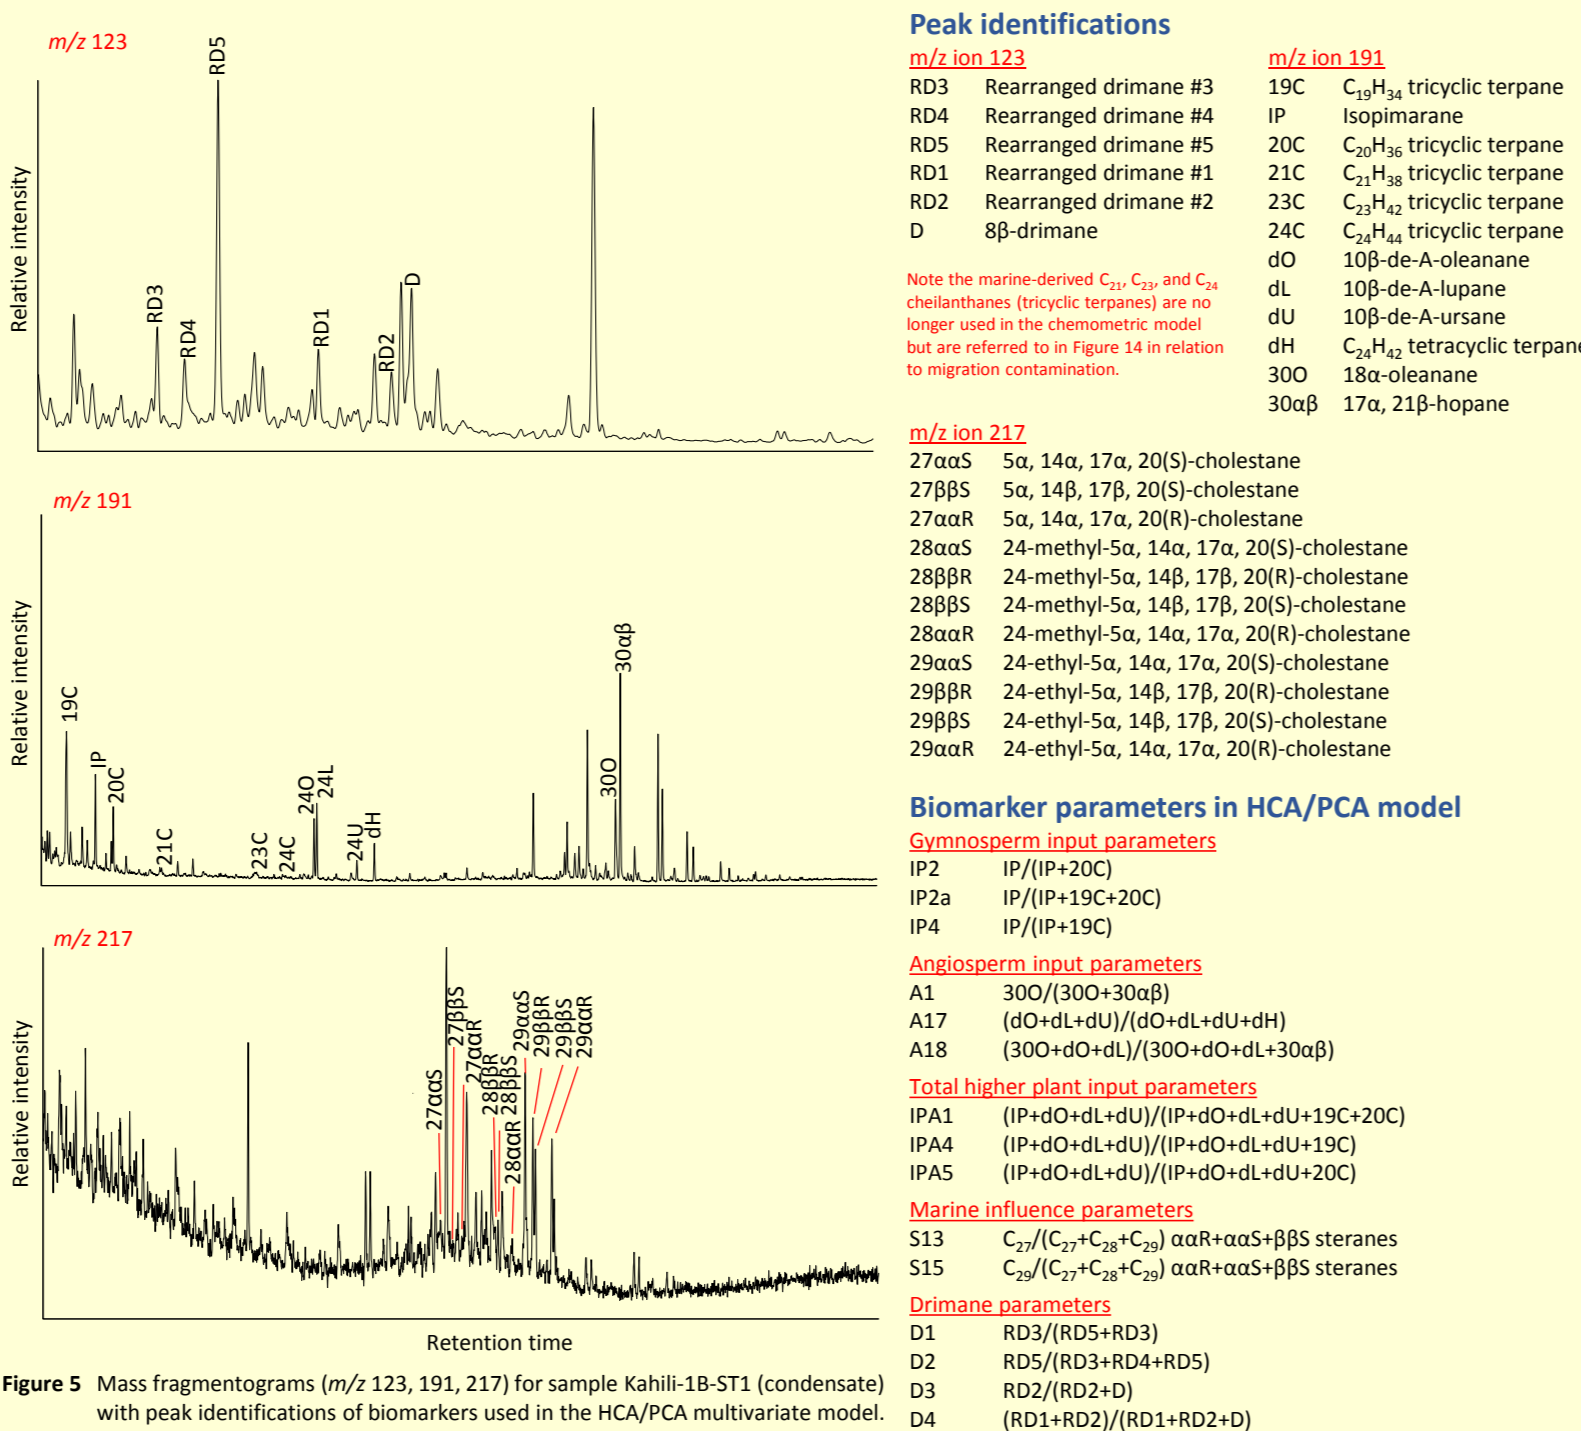 m/z 123
Relative intensity
RD3
RD4
RD5
RD1
RD2
D
m/z 191
Relative intensity
19C
IP
20C
21C
23C
24C
24O
24L
24U
dH
30O
30αβ
m/z 217
Relative intensity
27ααS
27ββS
27ααR
28ββR
28ββS
28ααR
29ααS
29ββR
29ββS
29ααR
Retention time
Figure 5 Mass fragmentograms (m/z 123, 191, 217) for sample Kahili-1B-ST1 (condensate)
with peak identifications of biomarkers used in the HCA/PCA multivariate model.
Peak identifications
m/z ion 123
RD3 Rearranged drimane #3
RD4 Rearranged drimane #4
RD5 Rearranged drimane #5
RD1 Rearranged drimane #1
RD2 Rearranged drimane #2
D 8β-drimane
Note the marine-derived C21, C23, and C24
cheilanthanes (tricyclic terpanes) are no
longer used in the chemometric model
but are referred to in Figure 14 in relation
to migration contamination.
m/z ion 191
19C C19H34 tricyclic terpane
IP Isopimarane
20C C20H36 tricyclic terpane
21C C21H38 tricyclic terpane
23C C23H42 tricyclic terpane
24C C24H44 tricyclic terpane
dO 10β-de-A-oleanane
dL 10β-de-A-lupane
dU 10β-de-A-ursane
dH C24H42 tetracyclic terpane
30O 18α-oleanane
30αβ 17α, 21β-hopane
m/z ion 217
27ααS 5α, 14α, 17α, 20(S)-cholestane
27ββS 5α, 14β, 17β, 20(S)-cholestane
27ααR 5α, 14α, 17α, 20(R)-cholestane
28ααS 24-methyl-5α, 14α, 17α, 20(S)-cholestane
28ββR 24-methyl-5α, 14β, 17β, 20(R)-cholestane
28ββS 24-methyl-5α, 14β, 17β, 20(S)-cholestane
28ααR 24-methyl-5α, 14α, 17α, 20(R)-cholestane
29ααS 24-ethyl-5α, 14α, 17α, 20(S)-cholestane
29ββR 24-ethyl-5α, 14β, 17β, 20(R)-cholestane
29ββS 24-ethyl-5α, 14β, 17β, 20(S)-cholestane
29ααR 24-ethyl-5α, 14α, 17α, 20(R)-cholestane
Biomarker parameters in HCA/PCA model
Gymnosperm input parameters
IP2 IP/(IP+20C)
IP2a IP/(IP+19C+20C)
IP4 IP/(IP+19C)
Angiosperm input parameters
A1 30O/(30O+30αβ)
A17 (dO+dL+dU)/(dO+dL+dU+dH)
A18 (30O+dO+dL)/(30O+dO+dL+30αβ)
Total higher plant input parameters
IPA1 (IP+dO+dL+dU)/(IP+dO+dL+dU+19C+20C)
IPA4 (IP+dO+dL+dU)/(IP+dO+dL+dU+19C)
IPA5 (IP+dO+dL+dU)/(IP+dO+dL+dU+20C)
Marine influence parameters
S13 C27/(C27+C28+C29) ααR+ααS+ββS steranes
S15 C29/(C27+C28+C29) ααR+ααS+ββS steranes
Drimane parameters
D1 RD3/(RD5+RD3)
D2 RD5/(RD3+RD4+RD5)
D3 RD2/(RD2+D)
D4 (RD1+RD2)/(RD1+RD2+D)